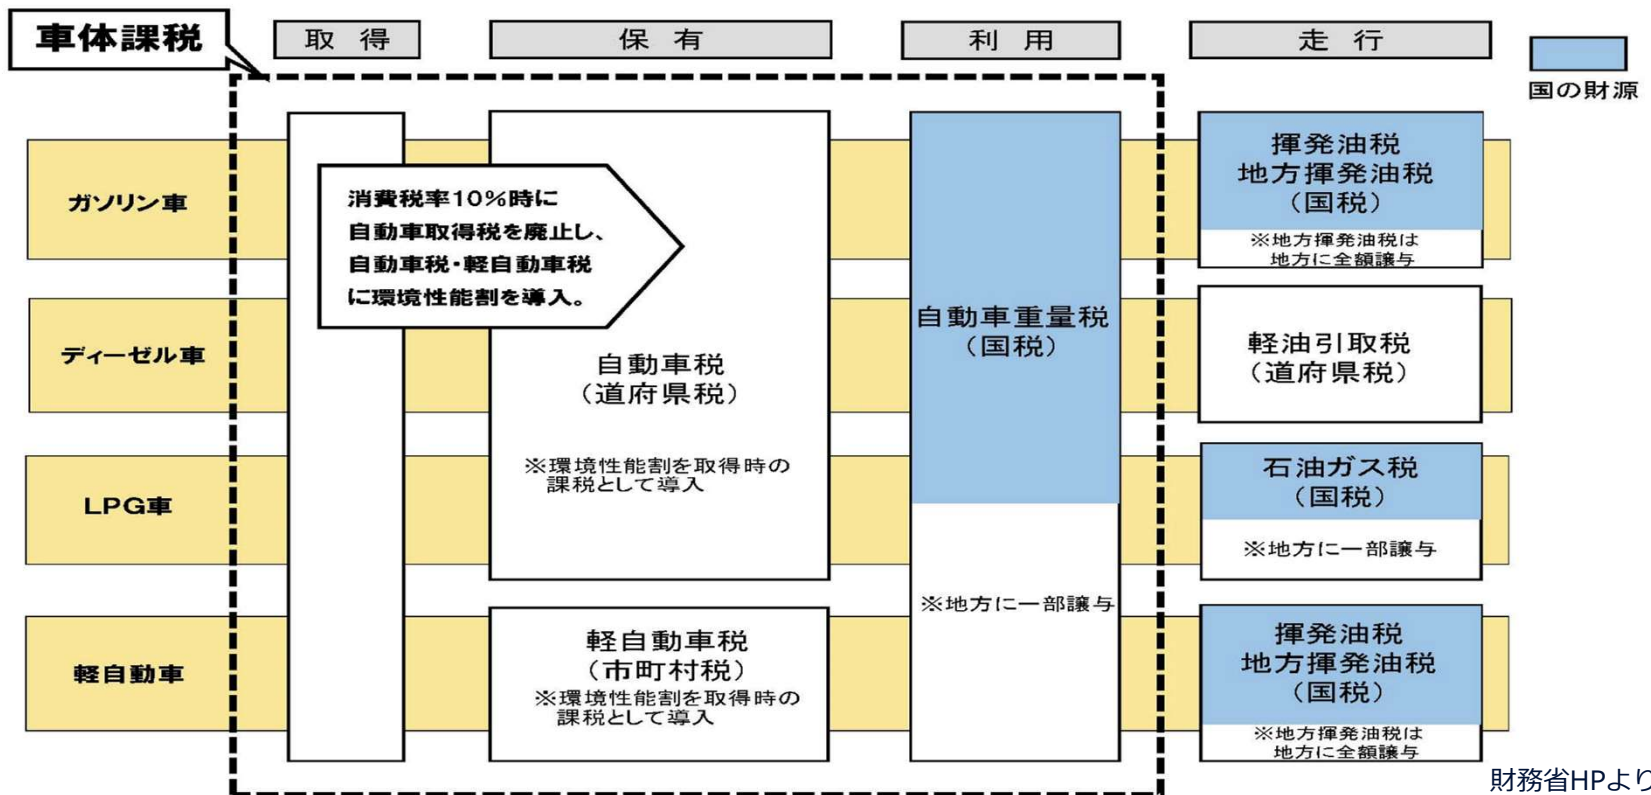 車体課税
取 得
保 有
利 用
走 行
国の財源
ガソリン車
消費税率10%時に
自動車取得税を廃止し、
自動車税・軽自動車税
に環境性能割を導入。
揮発油税
地方揮発油税
（国税）
※地方揮発油税は
地方に全額譲与
ディーゼル車
自動車税
（道府県税）
※環境性能割を取得時の
課税として導入
自動車重量税
（国税）
※地方に一部譲与
軽油引取税
（道府県税）
LPG車
石油ガス税
（国税）
※地方に一部譲与
軽自動車
軽自動車税
（市町村税）
※環境性能割を取得時の
課税として導入
揮発油税
地方揮発油税
（国税）
※地方揮発油税は
地方に全額譲与
財務省HPより